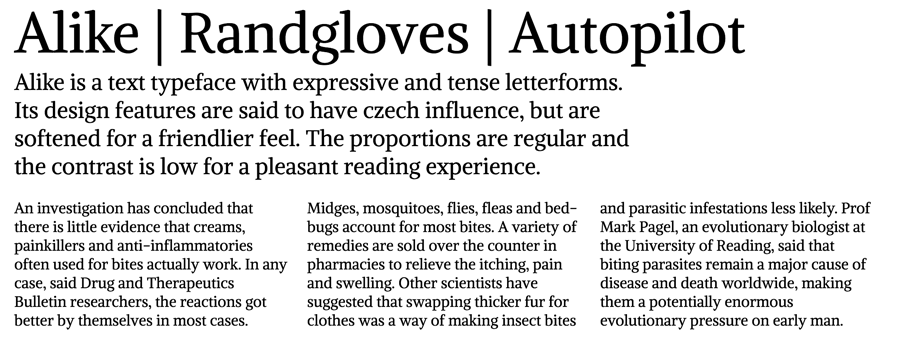 Alike | Randgloves | Autopilot
Alike is a text typeface with expressive and tense letterforms.
Its design features are said to have czech influence, but are
softened for a friendlier feel. The proportions are regular and
the contrast is low for a pleasant reading experience.
An investigation has concluded that
there is little evidence that creams,
painkillers and anti-inflammatories
often used for bites actually work. In any
case, said Drug and Therapeutics
Bulletin researchers, the reactions got
better by themselves in most cases.
Midges, mosquitoes, flies, fleas and bed-
bugs account for most bites. A variety of
remedies are sold over the counter in
pharmacies to relieve the itching, pain
and swelling. Other scientists have
suggested that swapping thicker fur for
clothes was a way of making insect bites
and parasitic infestations less likely. Prof
Mark Pagel, an evolutionary biologist at
the University of Reading, said that
biting parasites remain a major cause of
disease and death worldwide, making
them a potentially enormous
evolutionary pressure on early man.